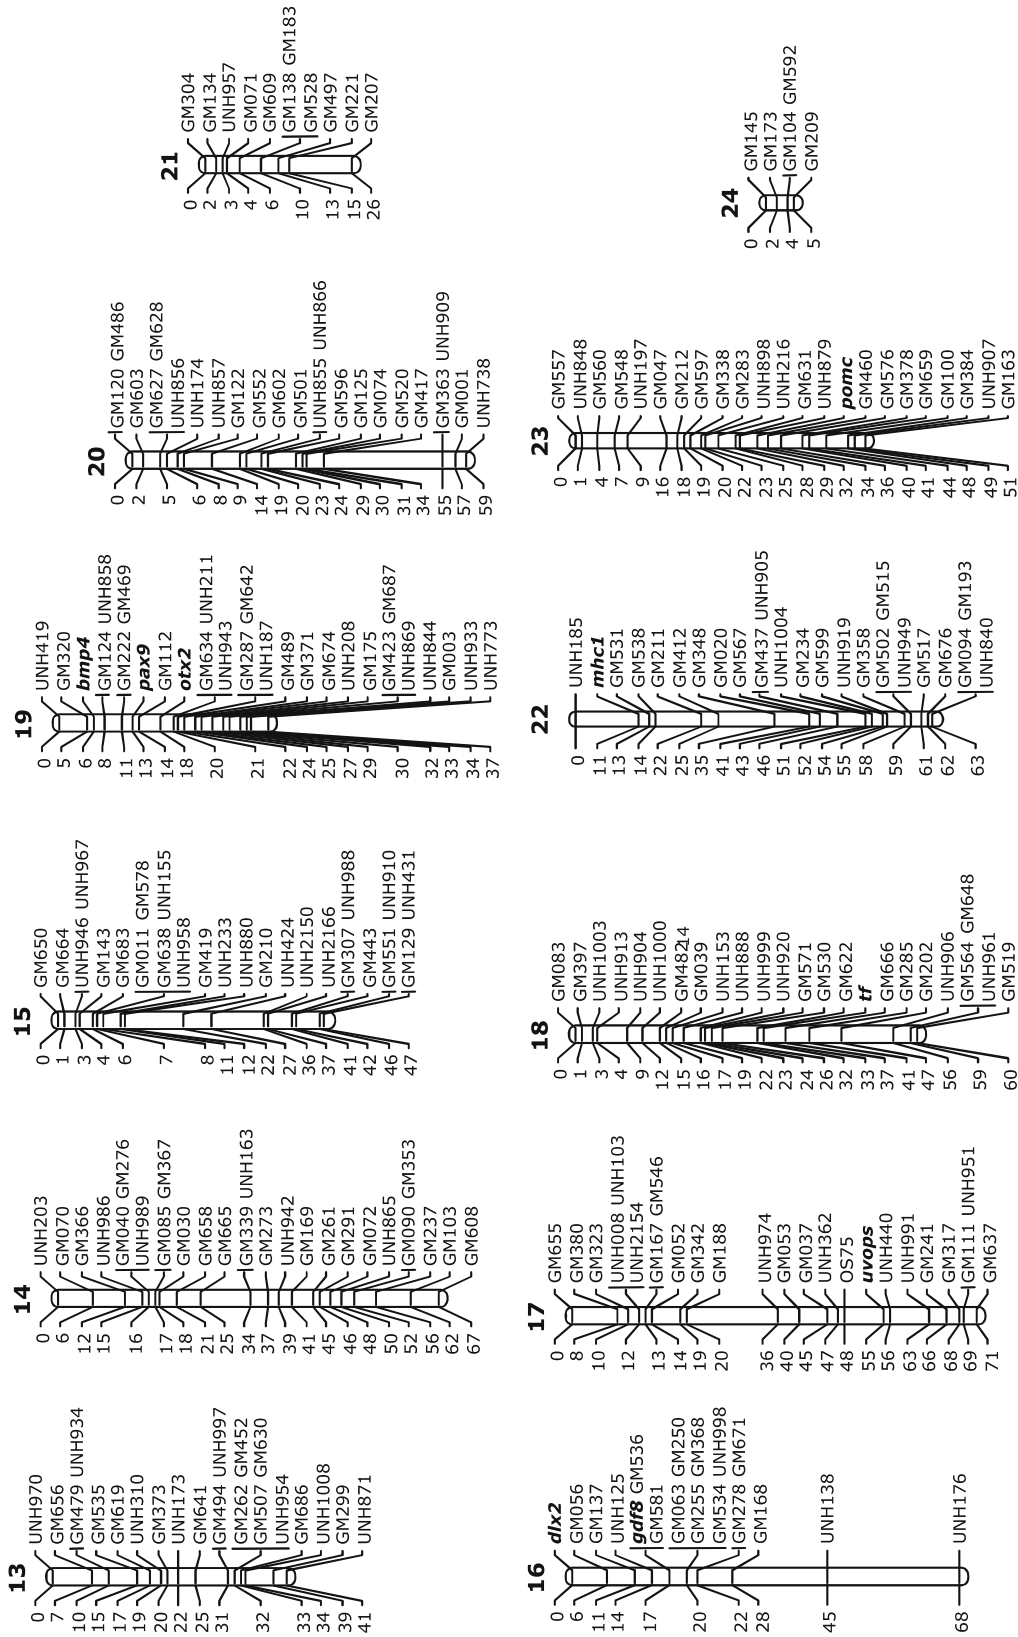 13
0 UNH970
7 GM656
10 GM479 UNH934
15 GM535
17 GM619
19 UNH310
20 GM373
22 UNH173
25 GM641
31 GM494 UNH997
GM262 GM452
32 GM507 GM630
UNH954
33 GM686
34 UNH1008
39 GM299
41 UNH871
14
0 UNH203
6 GM070
12 GM366
15 UNH986
16 GM040 GM276
UNH989
17 GM085 GM367
18 GM030
21 GM658
25 GM665
34 GM339 UNH163
37 GM273
39 UNH942
41 GM169
45 GM261
46 GM291
48 GM072
50 UNH865
52 GM090 GM353
56 GM237
62 GM103
67 GM608
15
0 GM650
1 GM664
3 UNH946 UNH967
4 GM143
6 GM683
GM011 GM578
7 GM638 UNH155
UNH958
8 GM419
11 UNH233
12 UNH880
22 GM210
27 UNH424
36 UNH2150
37 UNH2166
41 GM307 UNH988
42 GM443
46 GM551 UNH910
47 GM129 UNH431
19
0 UNH419
5 GM320
6 bmp4
8 GM124 UNH858
11 GM222 GM469
13 pax9
14 GM112
18 otx2
20 GM634 UNH211
UNH943
21 GM287 GM642
UNH187
22 GM489
24 GM371
25 GM674
27 UNH208
29 GM175
30 GM423 GM687
UNH869
32 UNH844
33 GM003
34 UNH933
37 UNH773
20
0 GM120 GM486
2 GM603
5 GM627 GM628
UNH856
6 UNH174
8 UNH857
9 GM122
14 GM552
19 GM602
20 GM501
23 UNH855 UNH866
24 GM596
29 GM125
30 GM074
31 GM520
34 GM417
55 GM363 UNH909
57 GM001
59 UNH738
21
0 GM304
2 GM134
3 UNH957
4 GM071
6 GM609
10 GM138 GM183
GM528
13 GM497
15 GM221
26 GM207
16
0 dlx2
6 GM056
11 GM137
14 UNH125
17 gdf8 GM536
GM581
GM063 GM250
20 GM255 GM368
GM534 UNH998
22 GM278 GM671
28 GM168
45 UNH138
68 UNH176
17
0 GM655
8 GM380
10 GM323
12 UNH008 UNH103
UNH2154
13 GM167 GM546
14 GM052
19 GM342
20 GM188
36 UNH974
40 GM053
45 GM037
47 UNH362
48 OS75
55 uvops
56 UNH440
63 UNH991
66 GM241
68 GM317
69 GM111 UNH951
71 GM637
18
0 GM083
1 GM397
3 UNH1003
4 UNH913
9 UNH904
12 UNH1000
15 GM48214
16 GM039
17 UNH153
19 UNH888
22 UNH999
23 UNH920
24 GM571
26 GM530
32 GM622
33 tf
37 GM666
41 GM285
47 GM202
56 UNH906
59 GM564 GM648
UNH961
60 GM519
22
0 UNH185
11 mhc1
13 GM531
14 GM538
22 GM211
25 GM412
35 GM348
41 GM020
43 GM567
46 GM437 UNH905
51 UNH1004
52 GM234
54 GM599
55 UNH919
58 GM358
59 GM502 GM515
UNH949
61 GM517
62 GM676
63 GM094 GM193
UNH840
23
0 GM557
1 UNH848
4 GM560
7 GM548
9 UNH197
16 GM047
18 GM212
19 GM597
20 GM338
22 GM283
23 UNH898
25 UNH216
28 GM631
29 UNH879
32 pomc
34 GM460
36 GM576
40 GM378
41 GM659
44 GM100
48 GM384
49 UNH907
51 GM163
24
0 GM145
2 GM173
4 GM104 GM592
5 GM209